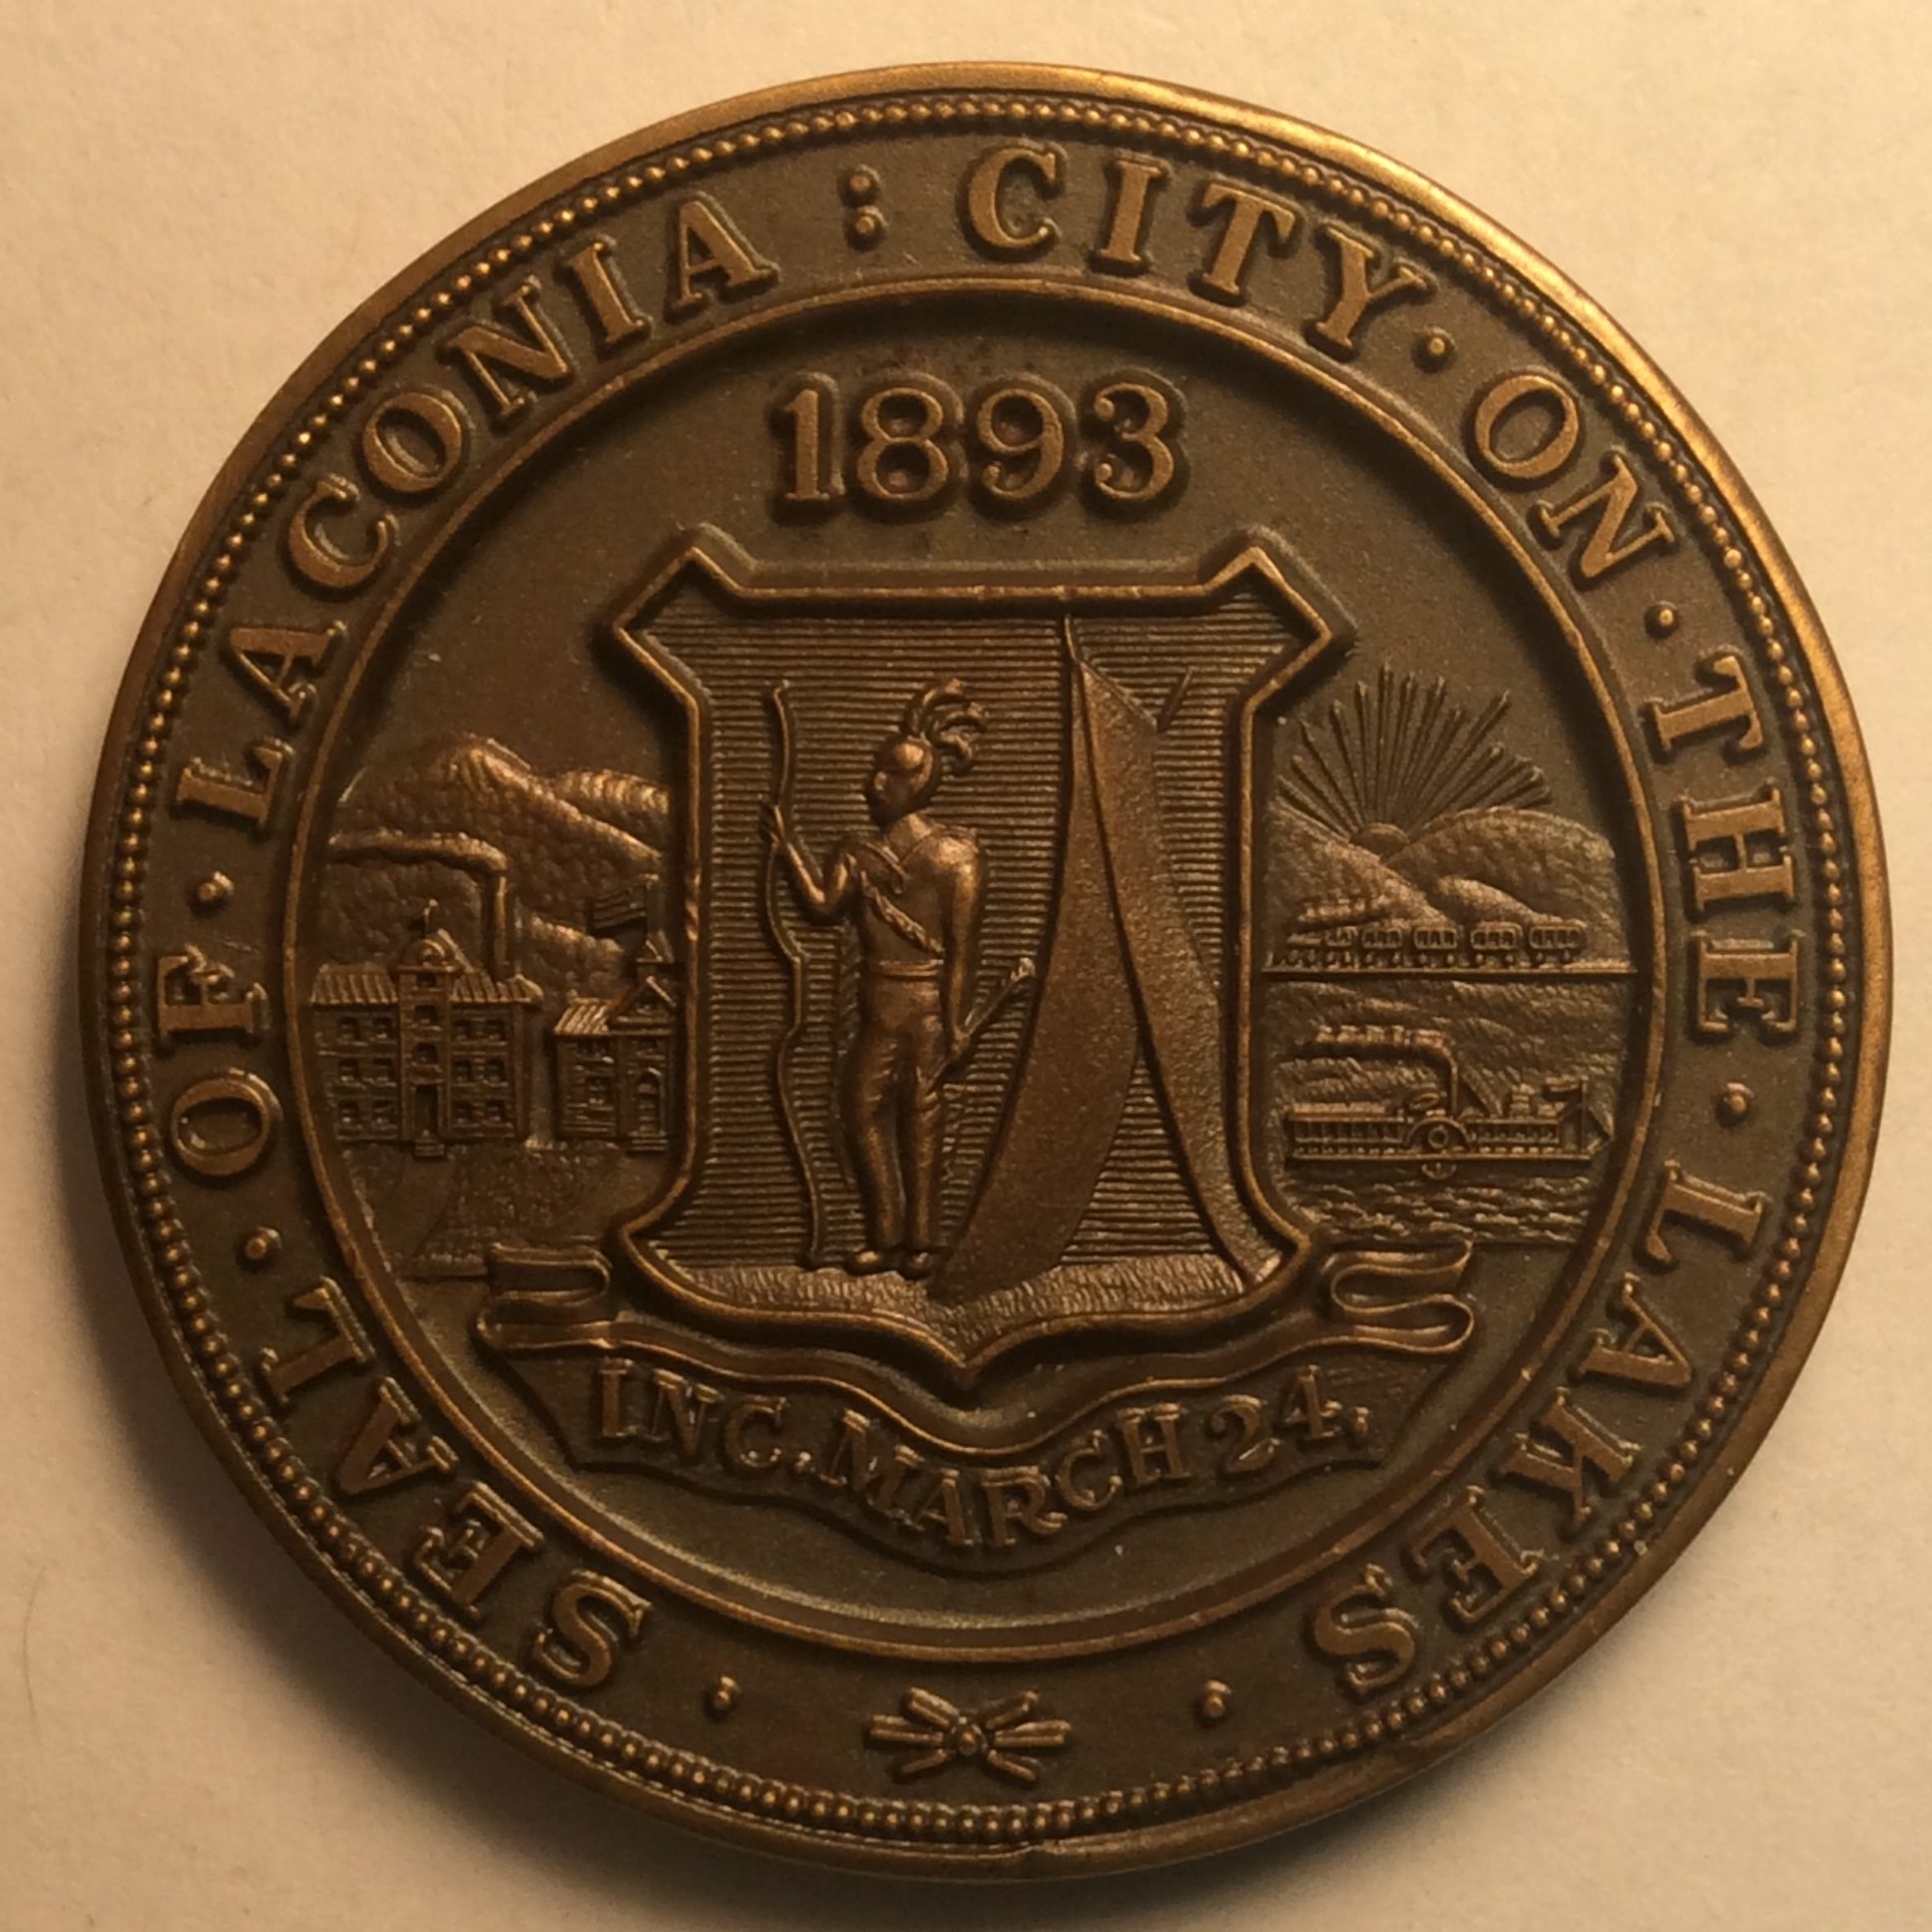 SEAL · OF · LACONIA : CITY · ON · THE · LAKES
1893
INC. MARCH 24,